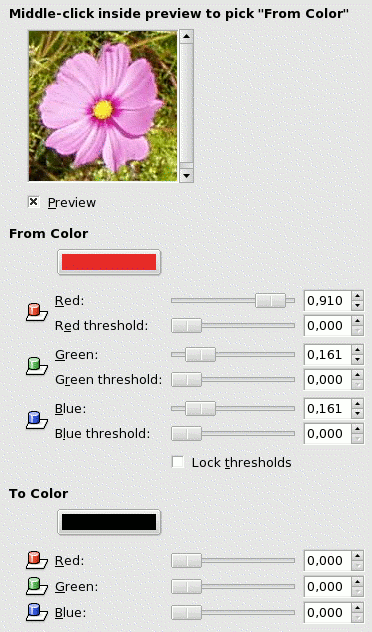 Middle-click inside preview to pick "From Color"
Preview
From Color
Red: 0,910
Red threshold: 0,000
Green: 0,161
Green threshold: 0,000
Blue: 0,161
Blue threshold: 0,000
Lock thresholds
To Color
Red: 0,000
Green: 0,000
Blue: 0,000